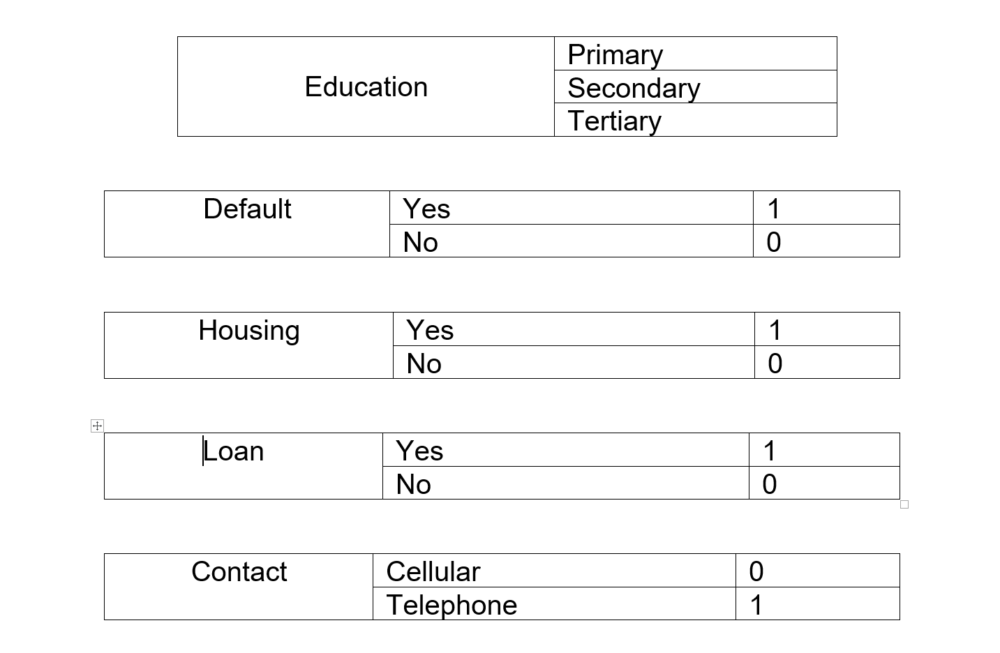 Education
Primary
Secondary
Tertiary
Default
Yes 1
No 0
Housing
Yes 1
No 0
Loan
Yes 1
No 0
Contact
Cellular 0
Telephone 1